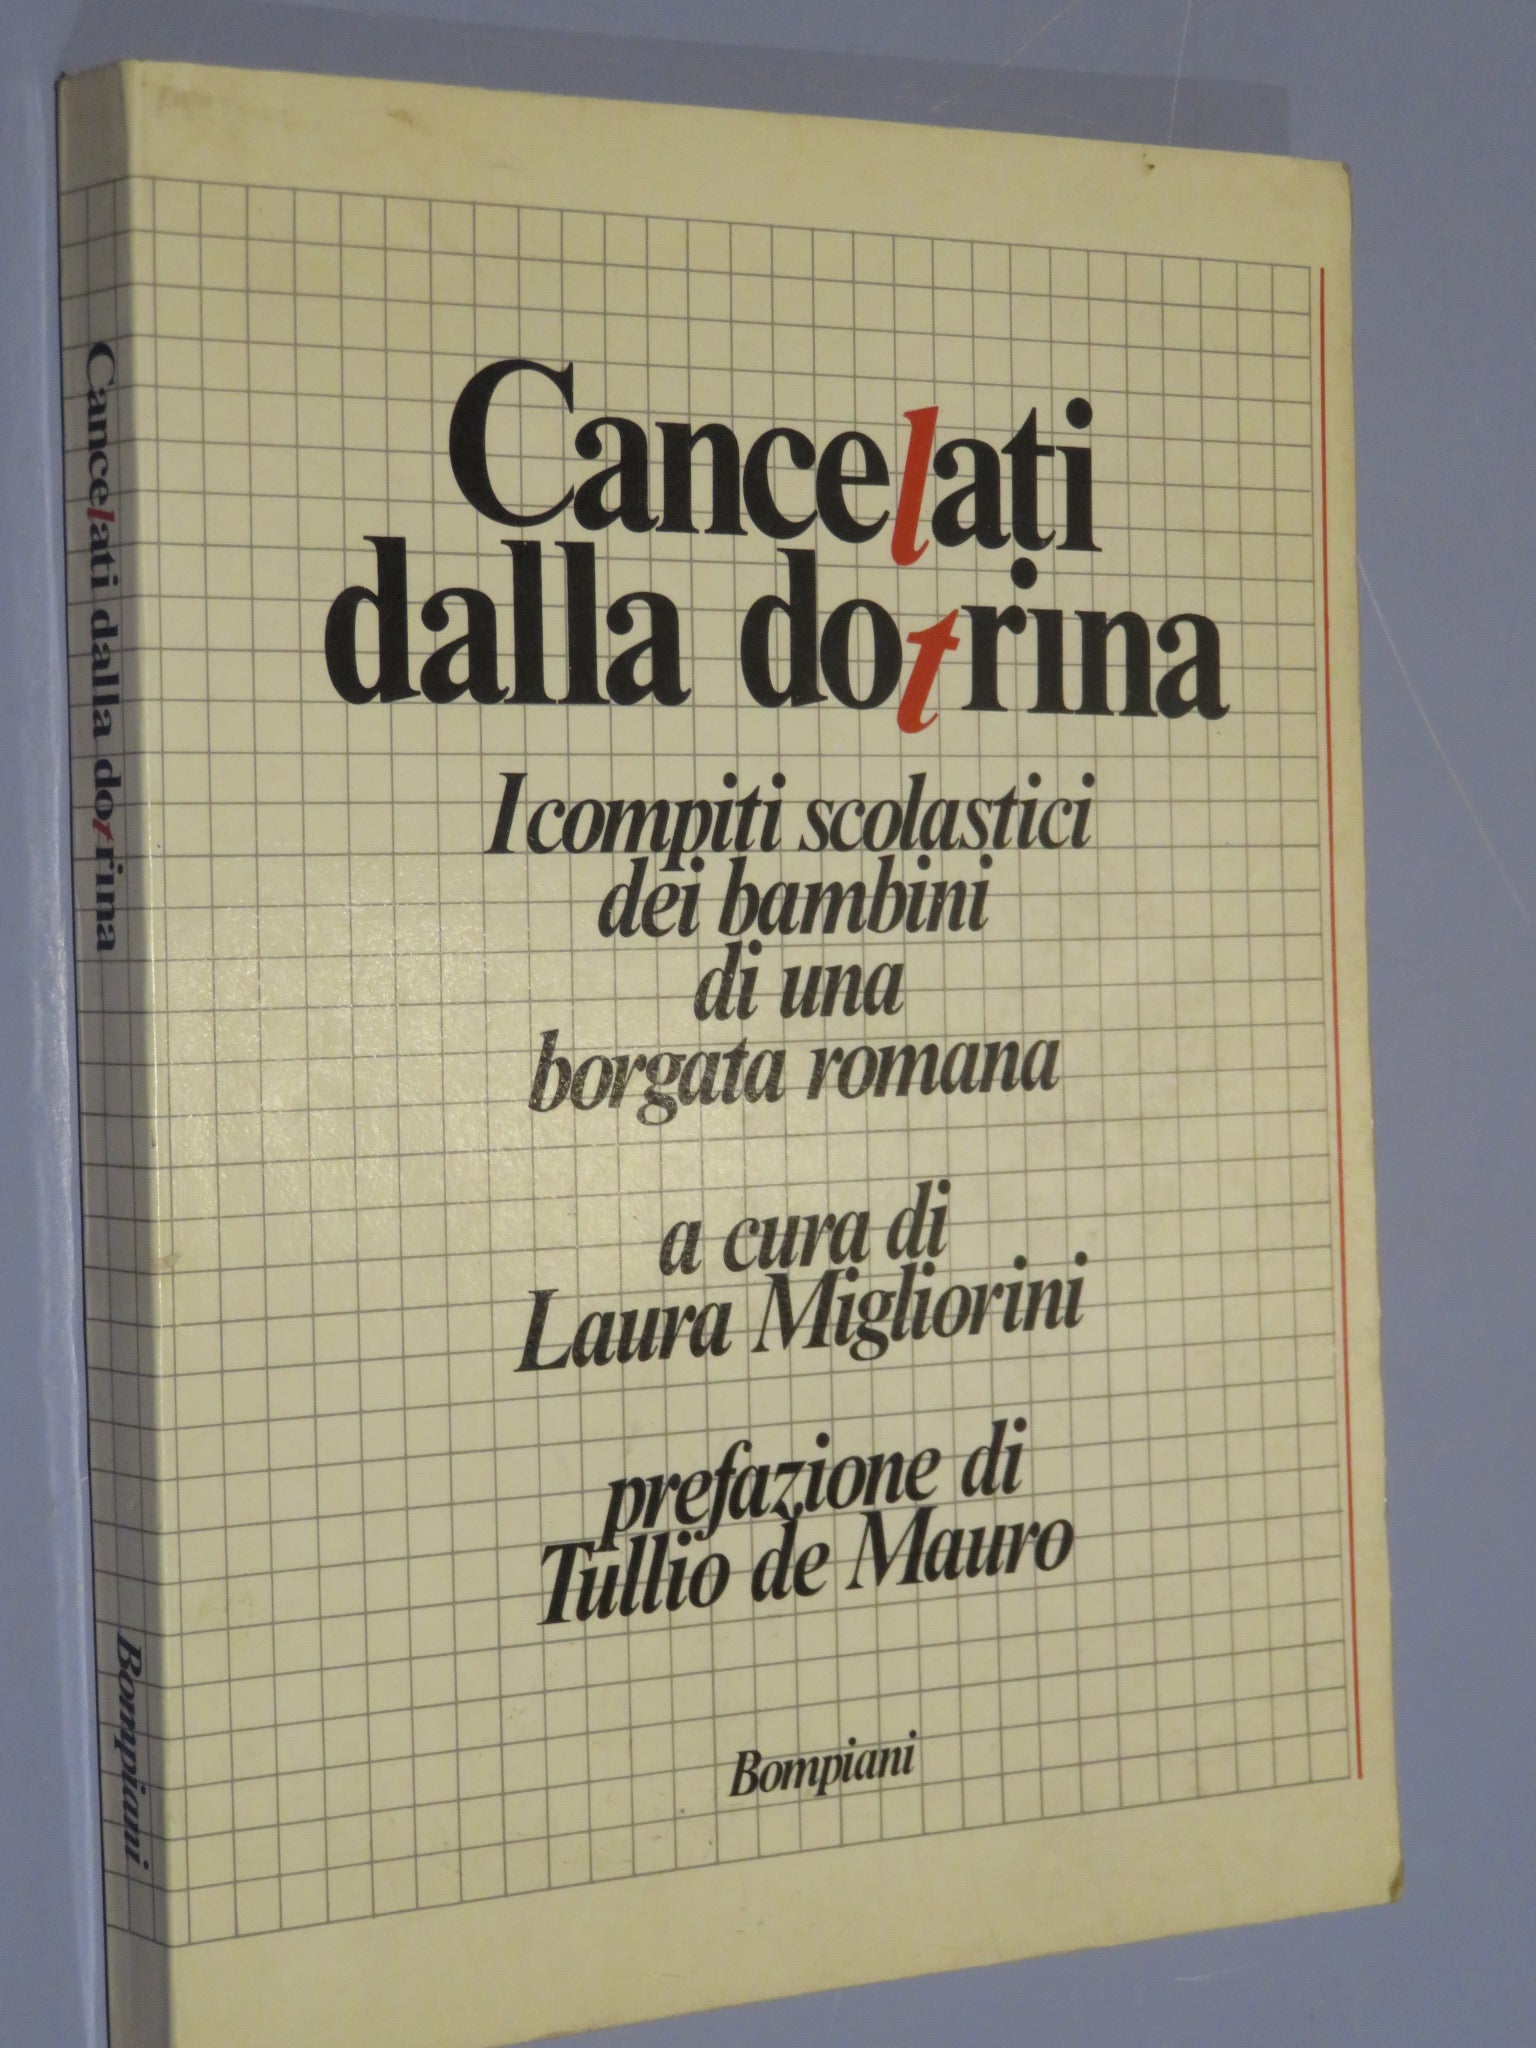 Cancelati
dalla dotrina
I compiti scolastici
dei bambini
di una
borgata romana
a cura di
Laura Migliorini
prefazione di
Tullio de Mauro
Bompiani
Cancelati dalla dotrina
Bompiani